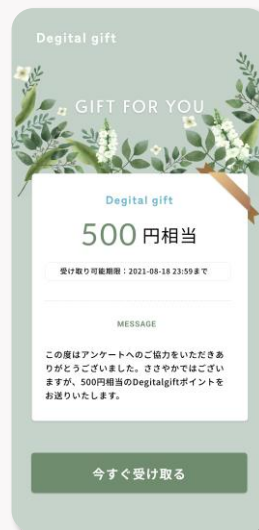 Degital gift
GIFT FOR YOU
Degital gift
500 円相当
受け取り可能期限：2021-08-18 23:59まで
MESSAGE
この度はアンケートへのご協力をいただきあ
りがとうございました。ささやかではござい
ますが、500円相当のDegitalgiftポイントを
お送りいたします。
今すぐ受け取る